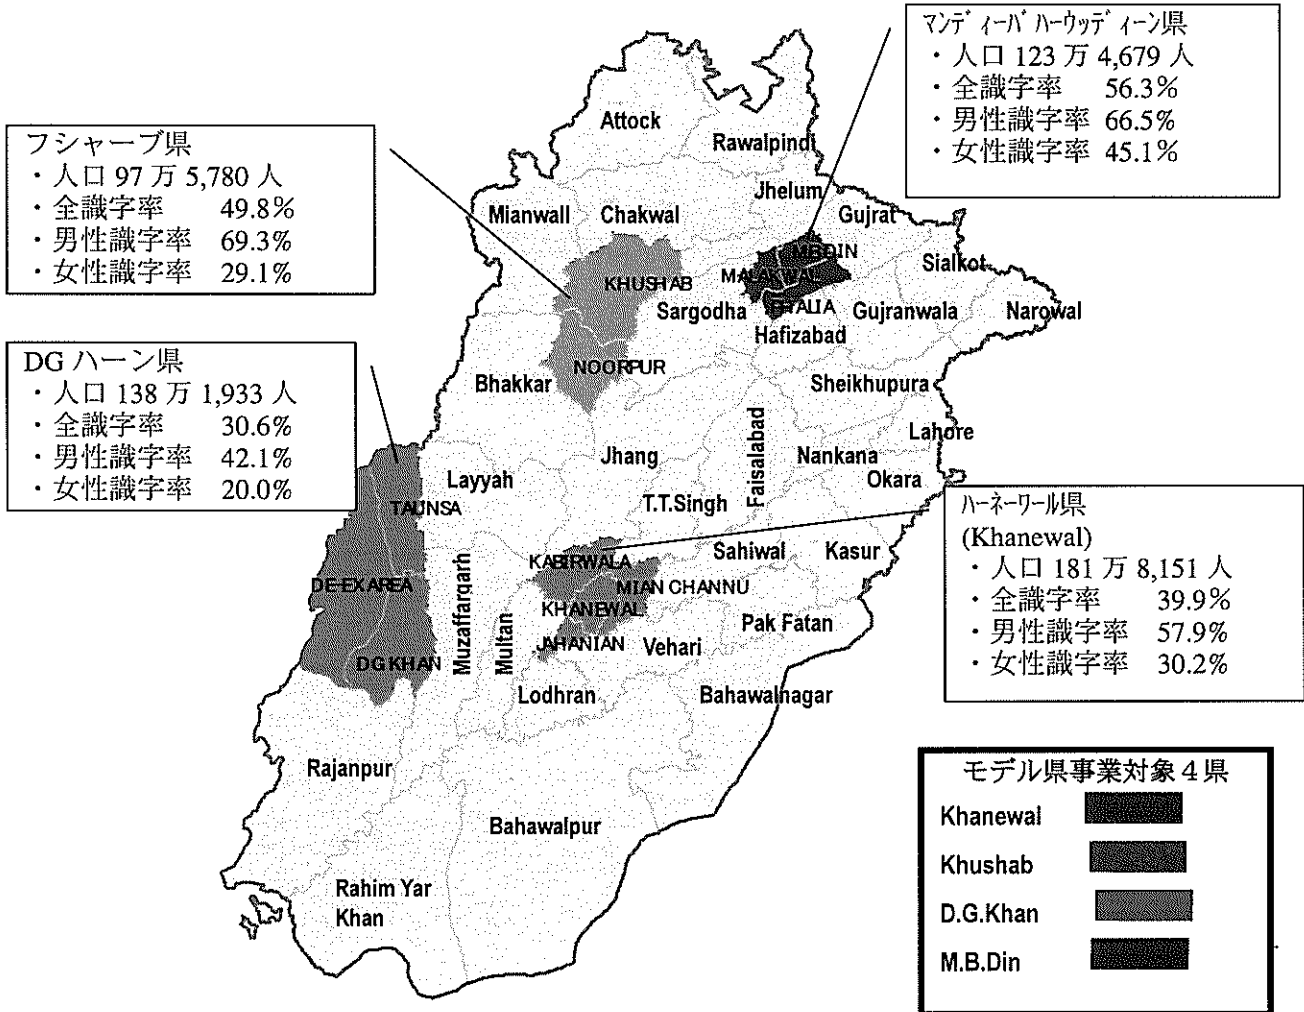 マンディーバハーウッディーン県
・人口 123 万 4,679 人
・全識字率 56.3%
・男性識字率 66.5%
・女性識字率 45.1%
フシャーブ県
・人口 97 万 5,780 人
・全識字率 49.8%
・男性識字率 69.3%
・女性識字率 29.1%
DG ハーン県
・人口 138 万 1,933 人
・全識字率 30.6%
・男性識字率 42.1%
・女性識字率 20.0%
ハーネーワール県
(Khanewal)
・人口 181 万 8,151 人
・全識字率 39.9%
・男性識字率 57.9%
・女性識字率 30.2%
Attock
Rawalpindi
Jhelum
Mianwall
Chakwal
Gujrat
MBDIN
Sialkot
MALAKWAL
KHUSHAB
Sargodha
Gujranwala
Narowal
Hafizabad
NOORPUR
Bhakkar
Sheikhupura
Lahore
Faisalabad
Jhang
Nankana
Layyah
Okara
T.T.Singh
TAUNSA
KABIRWALA
Sahiwal
Kasur
DE-EXAREA
MIAN CHANNU
KHANEWAL
Muzaffarqarh
Multan
JAHANIAN
Vehari
Pak Fatan
DG KHAN
Lodhran
Bahawalnagar
Rajanpur
Bahawalpur
Rahim Yar
Khan
モデル県事業対象４県
Khanewal
Khushab
D.G.Khan
M.B.Din